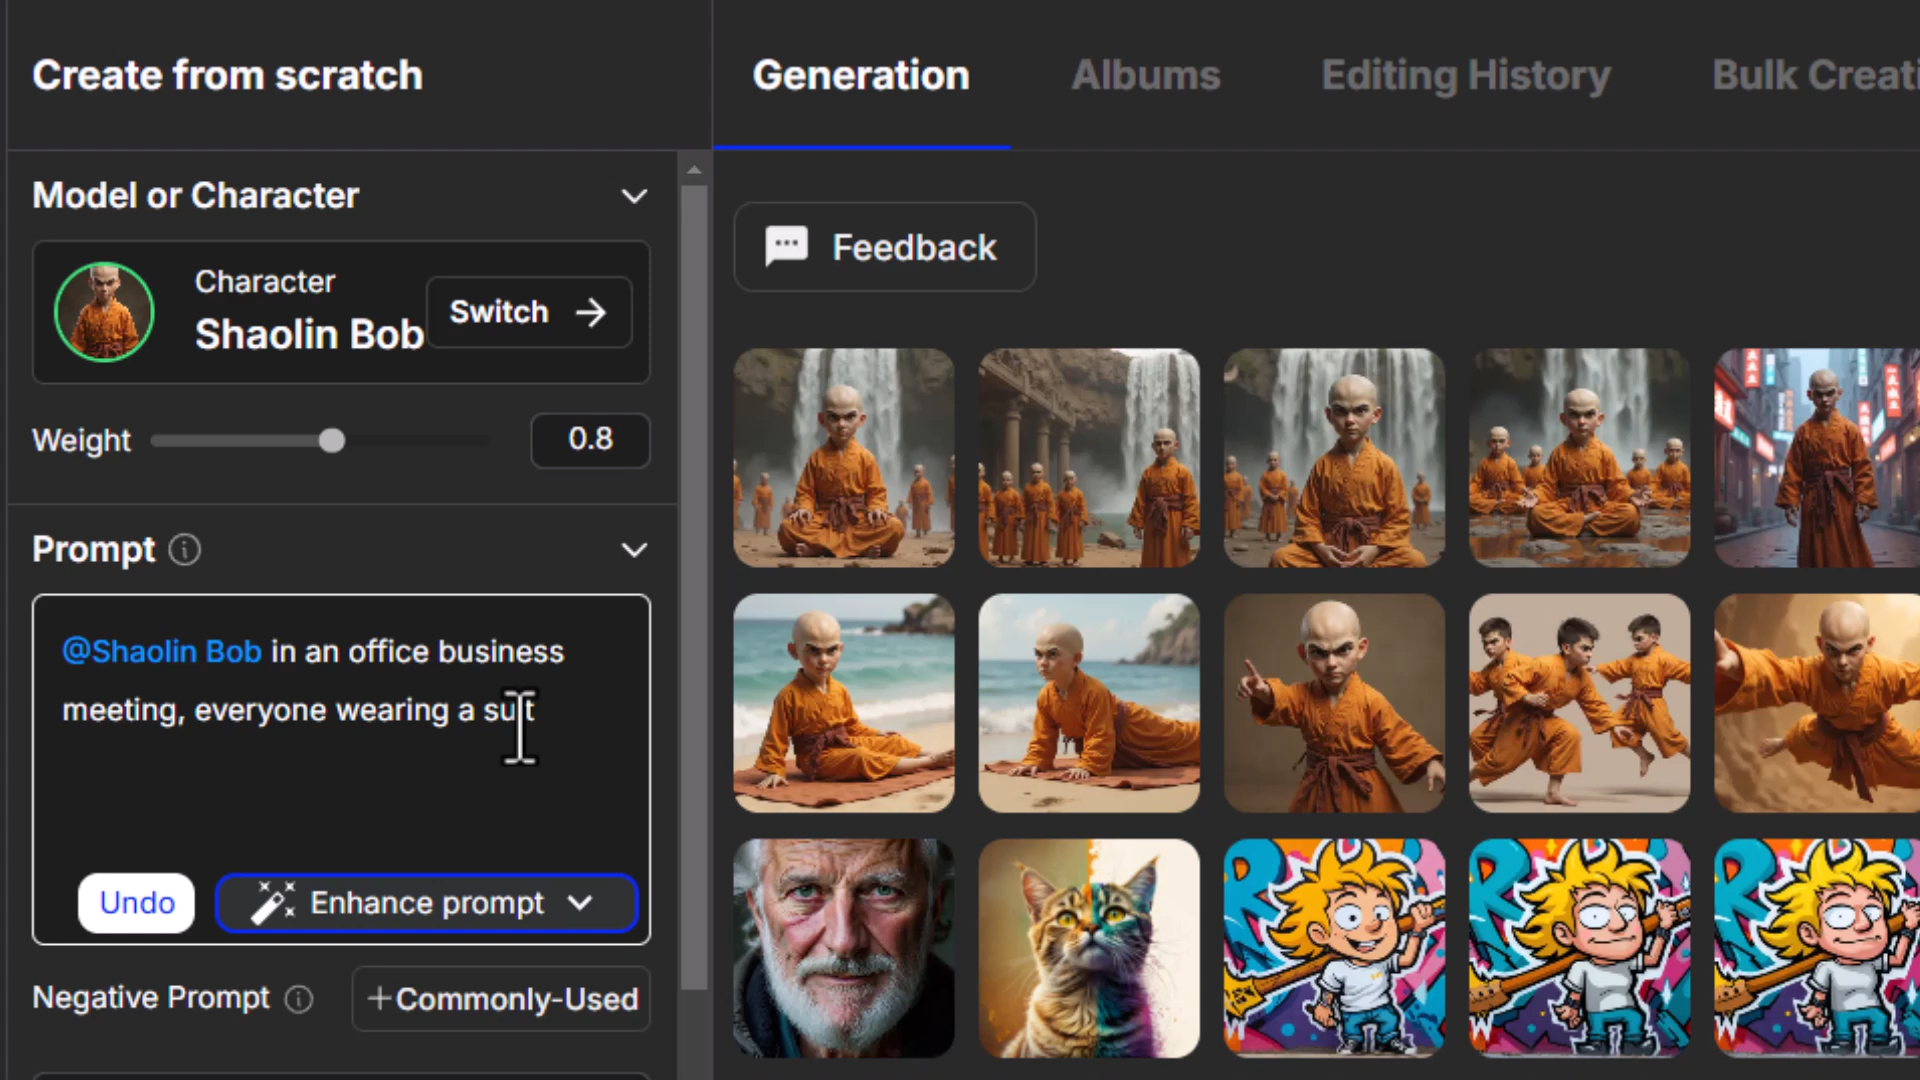 Create from scratch
Generation
Albums
Editing History
Bulk Creati
Model or Character
Character
Shaolin Bob
Switch
Weight
0.8
Prompt
@Shaolin Bob in an office business
meeting, everyone wearing a suit
Undo
Enhance prompt
Negative Prompt
+Commonly-Used
Feedback